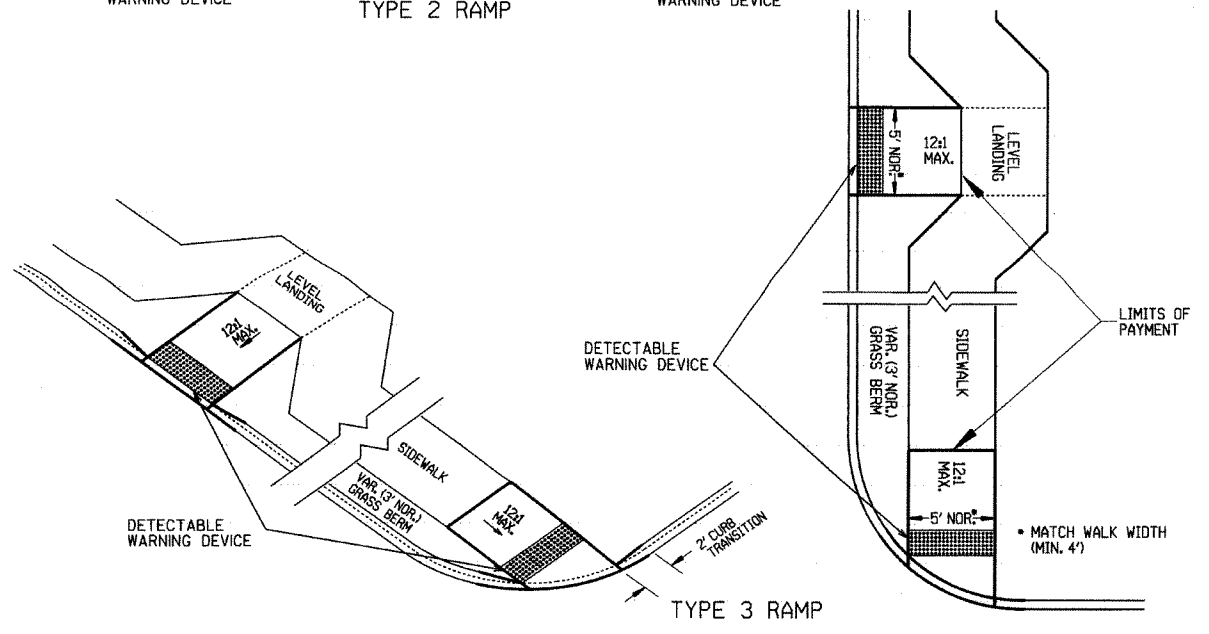 WARNING DEVICE
TYPE 2 RAMP
WARNING DEVICE
LEVEL
LANDING
12:1
MAX.
DETECTABLE
WARNING DEVICE
SIDEWALK
VAR. (3' NOR.)
GRASS BERM
12:1
MAX.
2' CURB
TRANSITION
TYPE 3 RAMP
5' NOR.*
12:1
MAX.
LEVEL
LANDING
DETECTABLE
WARNING DEVICE
VAR. (3' NOR.)
GRASS BERM
SIDEWALK
LIMITS OF
PAYMENT
12:1
MAX.
5' NOR.*
* MATCH WALK WIDTH
(MIN. 4')